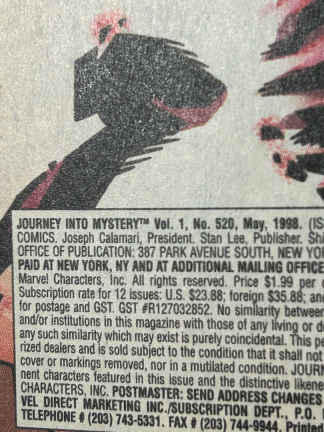 JOURNEY INTO MYSTERY™ Vol. 1, No. 520, May, 1998. (IS
COMICS. Joseph Calamari, President. Stan Lee, Publisher. Sh
OFFICE OF PUBLICATION: 387 PARK AVENUE SOUTH, NEW YO
PAID AT NEW YORK, NY AND AT ADDITIONAL MAILING OFFICE
Marvel Characters, Inc. All rights reserved. Price $1.99 per
Subscription rate for 12 issues: U.S. $23.88; foreign $35.88; an
for postage and GST. GST #R127032852. No similarity between
and/or institutions in this magazine with those of any living or d
any such similarity which may exist is purely coincidental. This pe
rized dealers and is sold subject to the condition that it shall not
cover or markings removed, nor in a mutilated condition. JOURN
nent characters featured in this issue and the distinctive likene
CHARACTERS, INC. POSTMASTER: SEND ADDRESS CHANGES
VEL DIRECT MARKETING INC./SUBSCRIPTION DEPT., P.O.
TELEPHONE # (203) 743-5331. FAX # (203) 744-9944. Printed